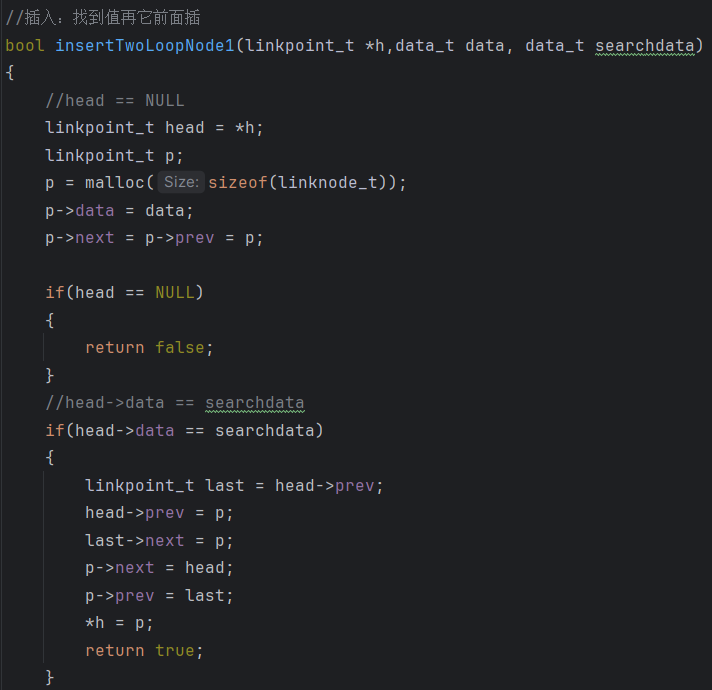 //插入：找到值再它前面插
bool insertTwoLoopNode1(linkpoint_t *h,data_t data, data_t searchdata)
{
//head == NULL
linkpoint_t head = *h;
linkpoint_t p;
p = malloc( Size: sizeof(linknode_t));
p->data = data;
p->next = p->prev = p;
if(head == NULL)
{
return false;
}
//head->data == searchdata
if(head->data == searchdata)
{
linkpoint_t last = head->prev;
head->prev = p;
last->next = p;
p->next = head;
p->prev = last;
*h = p;
return true;
}